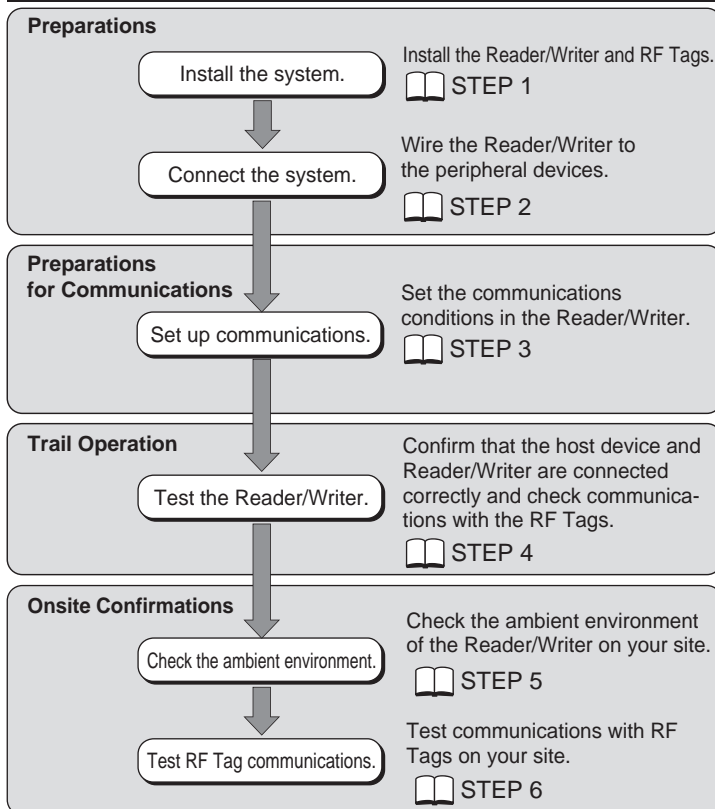 Preparations
Install the system.
Install the Reader/Writer and RF Tags.
STEP 1
Connect the system.
Wire the Reader/Writer to
the peripheral devices.
STEP 2
Preparations
for Communications
Set up communications.
Set the communications
conditions in the Reader/Writer.
STEP 3
Trail Operation
Test the Reader/Writer.
Confirm that the host device and
Reader/Writer are connected
correctly and check communica-
tions with the RF Tags.
STEP 4
Onsite Confirmations
Check the ambient environment.
Check the ambient environment
of the Reader/Writer on your site.
STEP 5
Test RF Tag communications.
Test communications with RF
Tags on your site.
STEP 6